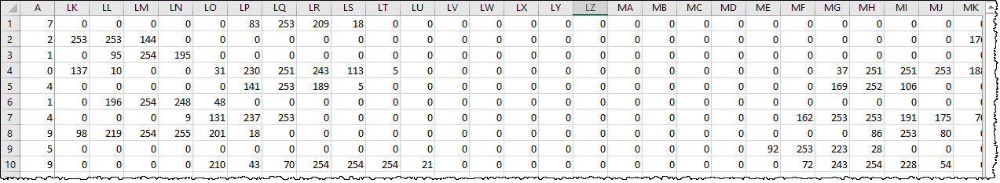 A LK LL LM LN LO LP LQ LR LS LT LU LV LW LX LY LZ MA MB MC MD ME MF MG MH MI MJ MK
1 7 0 0 0 0 0 83 253 209 18 0 0 0 0 0 0 0 0 0 0 0 0 0 0 0 0 0 0
2 2 253 253 144 0 0 0 0 0 0 0 0 0 0 0 0 0 0 0 0 0 0 0 0 0 0 0
3 1 0 95 254 195 0 0 0 0 0 0 0 0 0 0 0 0 0 0 0 0 0 0 0 0 0 0 0
4 0 137 10 0 0 31 230 251 243 113 5 0 0 0 0 0 0 0 0 0 0 0 0 37 251 251 253
5 4 0 0 0 0 0 141 253 189 5 0 0 0 0 0 0 0 0 0 0 0 0 0 169 252 106 0 0
6 1 0 196 254 248 48 0 0 0 0 0 0 0 0 0 0 0 0 0 0 0 0 0 0 0 0 0 0
7 4 0 0 0 9 131 237 253 0 0 0 0 0 0 0 0 0 0 0 0 0 0 162 253 253 191 175
8 9 98 219 254 255 201 18 0 0 0 0 0 0 0 0 0 0 0 0 0 0 0 0 0 86 253 80 0
9 5 0 0 0 0 0 0 0 0 0 0 0 0 0 0 0 0 0 0 0 0 92 253 223 28 0 0 0
10 9 0 0 0 0 210 43 70 254 254 254 21 0 0 0 0 0 0 0 0 0 0 72 243 254 228 54 0